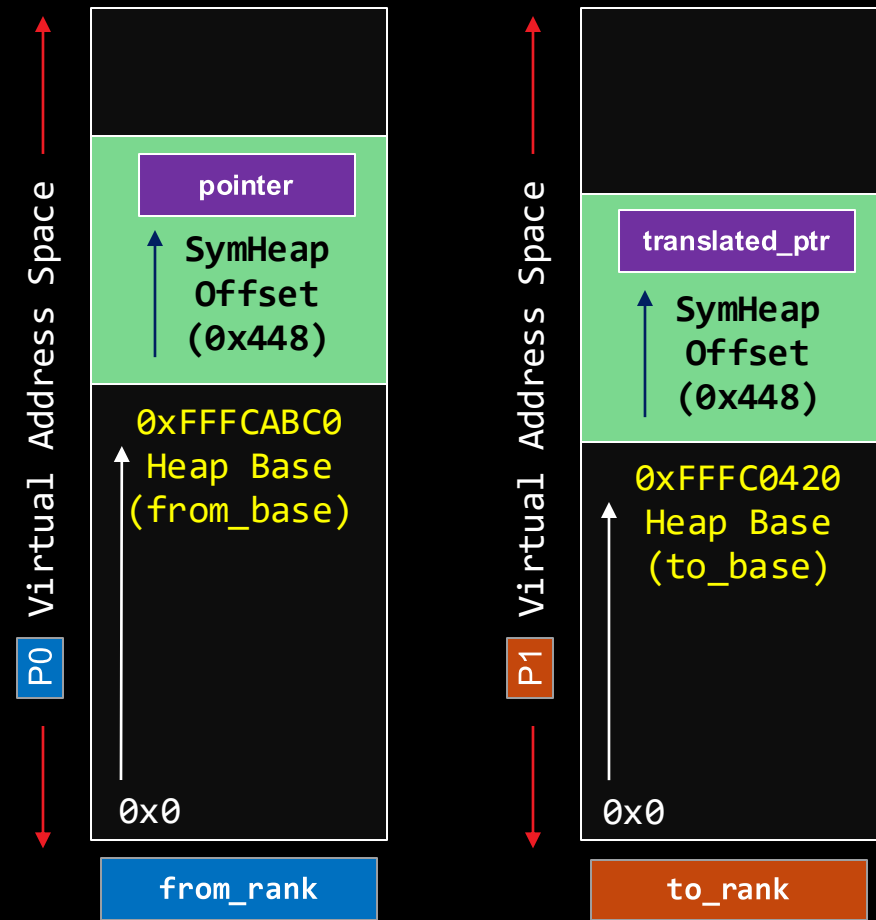 Virtual Address Space
P0
pointer
SymHeap
Offset
(0x448)
0xFFFCABC0
Heap Base
(from_base)
0x0
from_rank
Virtual Address Space
P1
translated_ptr
SymHeap
Offset
(0x448)
0xFFFC0420
Heap Base
(to_base)
0x0
to_rank